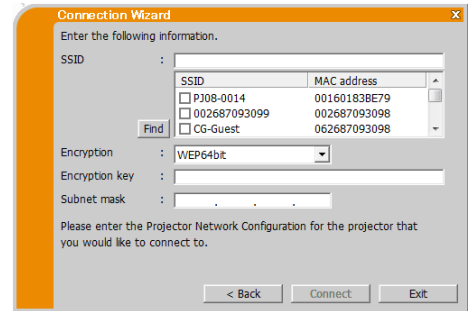 Connection Wizard
x
Enter the following information.
SSID :
SSID MAC address
PJ08-0014 00160183BE79
002687093099 002687093098
Find CG-Guest 062687093098
Encryption : WEP64bit
Encryption key :
Subnet mask : . . .
Please enter the Projector Network Configuration for the projector that
you would like to connect to.
< Back Connect Exit